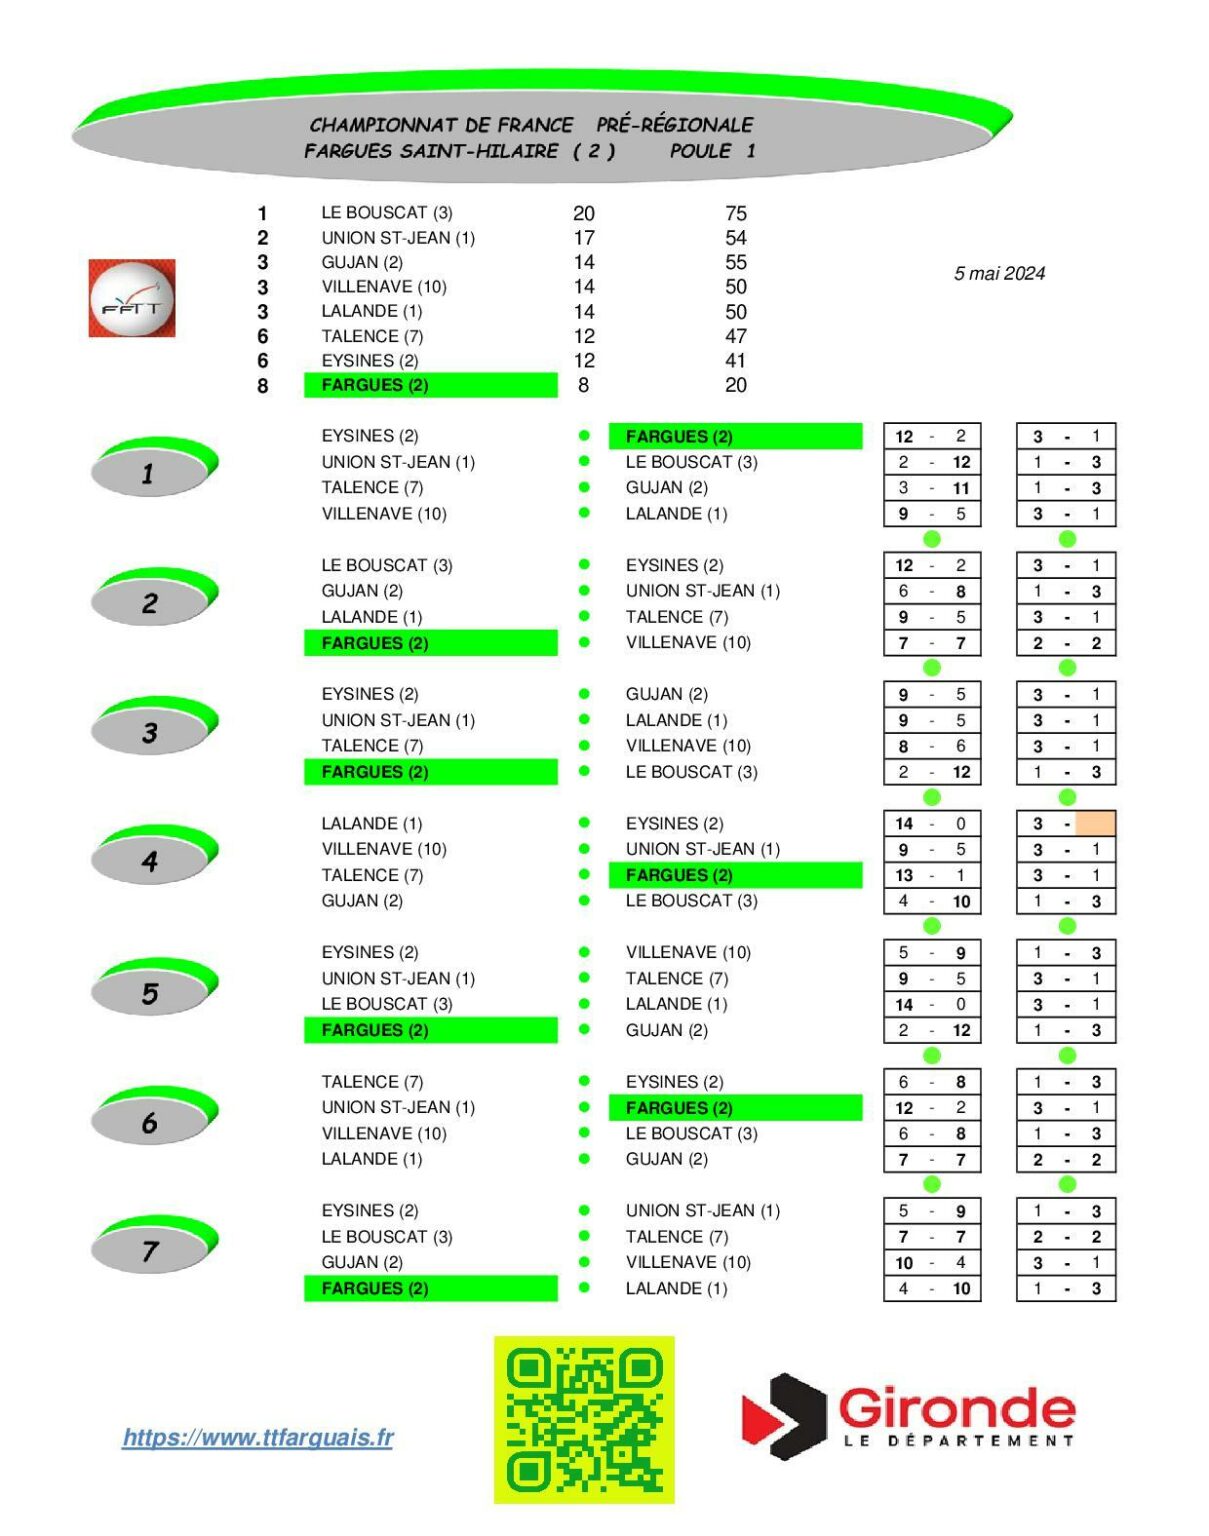 CHAMPIONNAT DE FRANCE PRÉ-RÉGIONALE
FARGUES SAINT-HILAIRE ( 2 ) POULE 1
1 LE BOUSCAT (3) 20 75
2 UNION ST-JEAN (1) 17 54
3 GUJAN (2) 14 55
3 VILLENAVE (10) 14 50
3 LALANDE (1) 14 50
6 TALENCE (7) 12 47
6 EYSINES (2) 12 41
8 FARGUES (2) 8 20
FFTT
5 mai 2024
1
EYSINES (2) FARGUES (2) 12 - 2 3 - 1
UNION ST-JEAN (1) LE BOUSCAT (3) 2 - 12 1 - 3
TALENCE (7) GUJAN (2) 3 - 11 1 - 3
VILLENAVE (10) LALANDE (1) 9 - 5 3 - 1
2
LE BOUSCAT (3) EYSINES (2) 12 - 2 3 - 1
GUJAN (2) UNION ST-JEAN (1) 6 - 8 1 - 3
LALANDE (1) TALENCE (7) 9 - 5 3 - 1
FARGUES (2) VILLENAVE (10) 7 - 7 2 - 2
3
EYSINES (2) GUJAN (2) 9 - 5 3 - 1
UNION ST-JEAN (1) LALANDE (1) 9 - 5 3 - 1
TALENCE (7) VILLENAVE (10) 8 - 6 3 - 1
FARGUES (2) LE BOUSCAT (3) 2 - 12 1 - 3
4
LALANDE (1) EYSINES (2) 14 - 0 3 -
VILLENAVE (10) UNION ST-JEAN (1) 9 - 5 3 - 1
TALENCE (7) FARGUES (2) 13 - 1 3 - 1
GUJAN (2) LE BOUSCAT (3) 4 - 10 1 - 3
5
EYSINES (2) VILLENAVE (10) 5 - 9 1 - 3
UNION ST-JEAN (1) TALENCE (7) 9 - 5 3 - 1
LE BOUSCAT (3) LALANDE (1) 14 - 0 3 - 1
FARGUES (2) GUJAN (2) 2 - 12 1 - 3
6
TALENCE (7) EYSINES (2) 6 - 8 1 - 3
UNION ST-JEAN (1) FARGUES (2) 12 - 2 3 - 1
VILLENAVE (10) LE BOUSCAT (3) 6 - 8 1 - 3
LALANDE (1) GUJAN (2) 7 - 7 2 - 2
7
EYSINES (2) UNION ST-JEAN (1) 5 - 9 1 - 3
LE BOUSCAT (3) TALENCE (7) 7 - 7 2 - 2
GUJAN (2) VILLENAVE (10) 10 - 4 3 - 1
FARGUES (2) LALANDE (1) 4 - 10 1 - 3
https://www.ttfarguais.fr
Gironde
LE DÉPARTEMENT